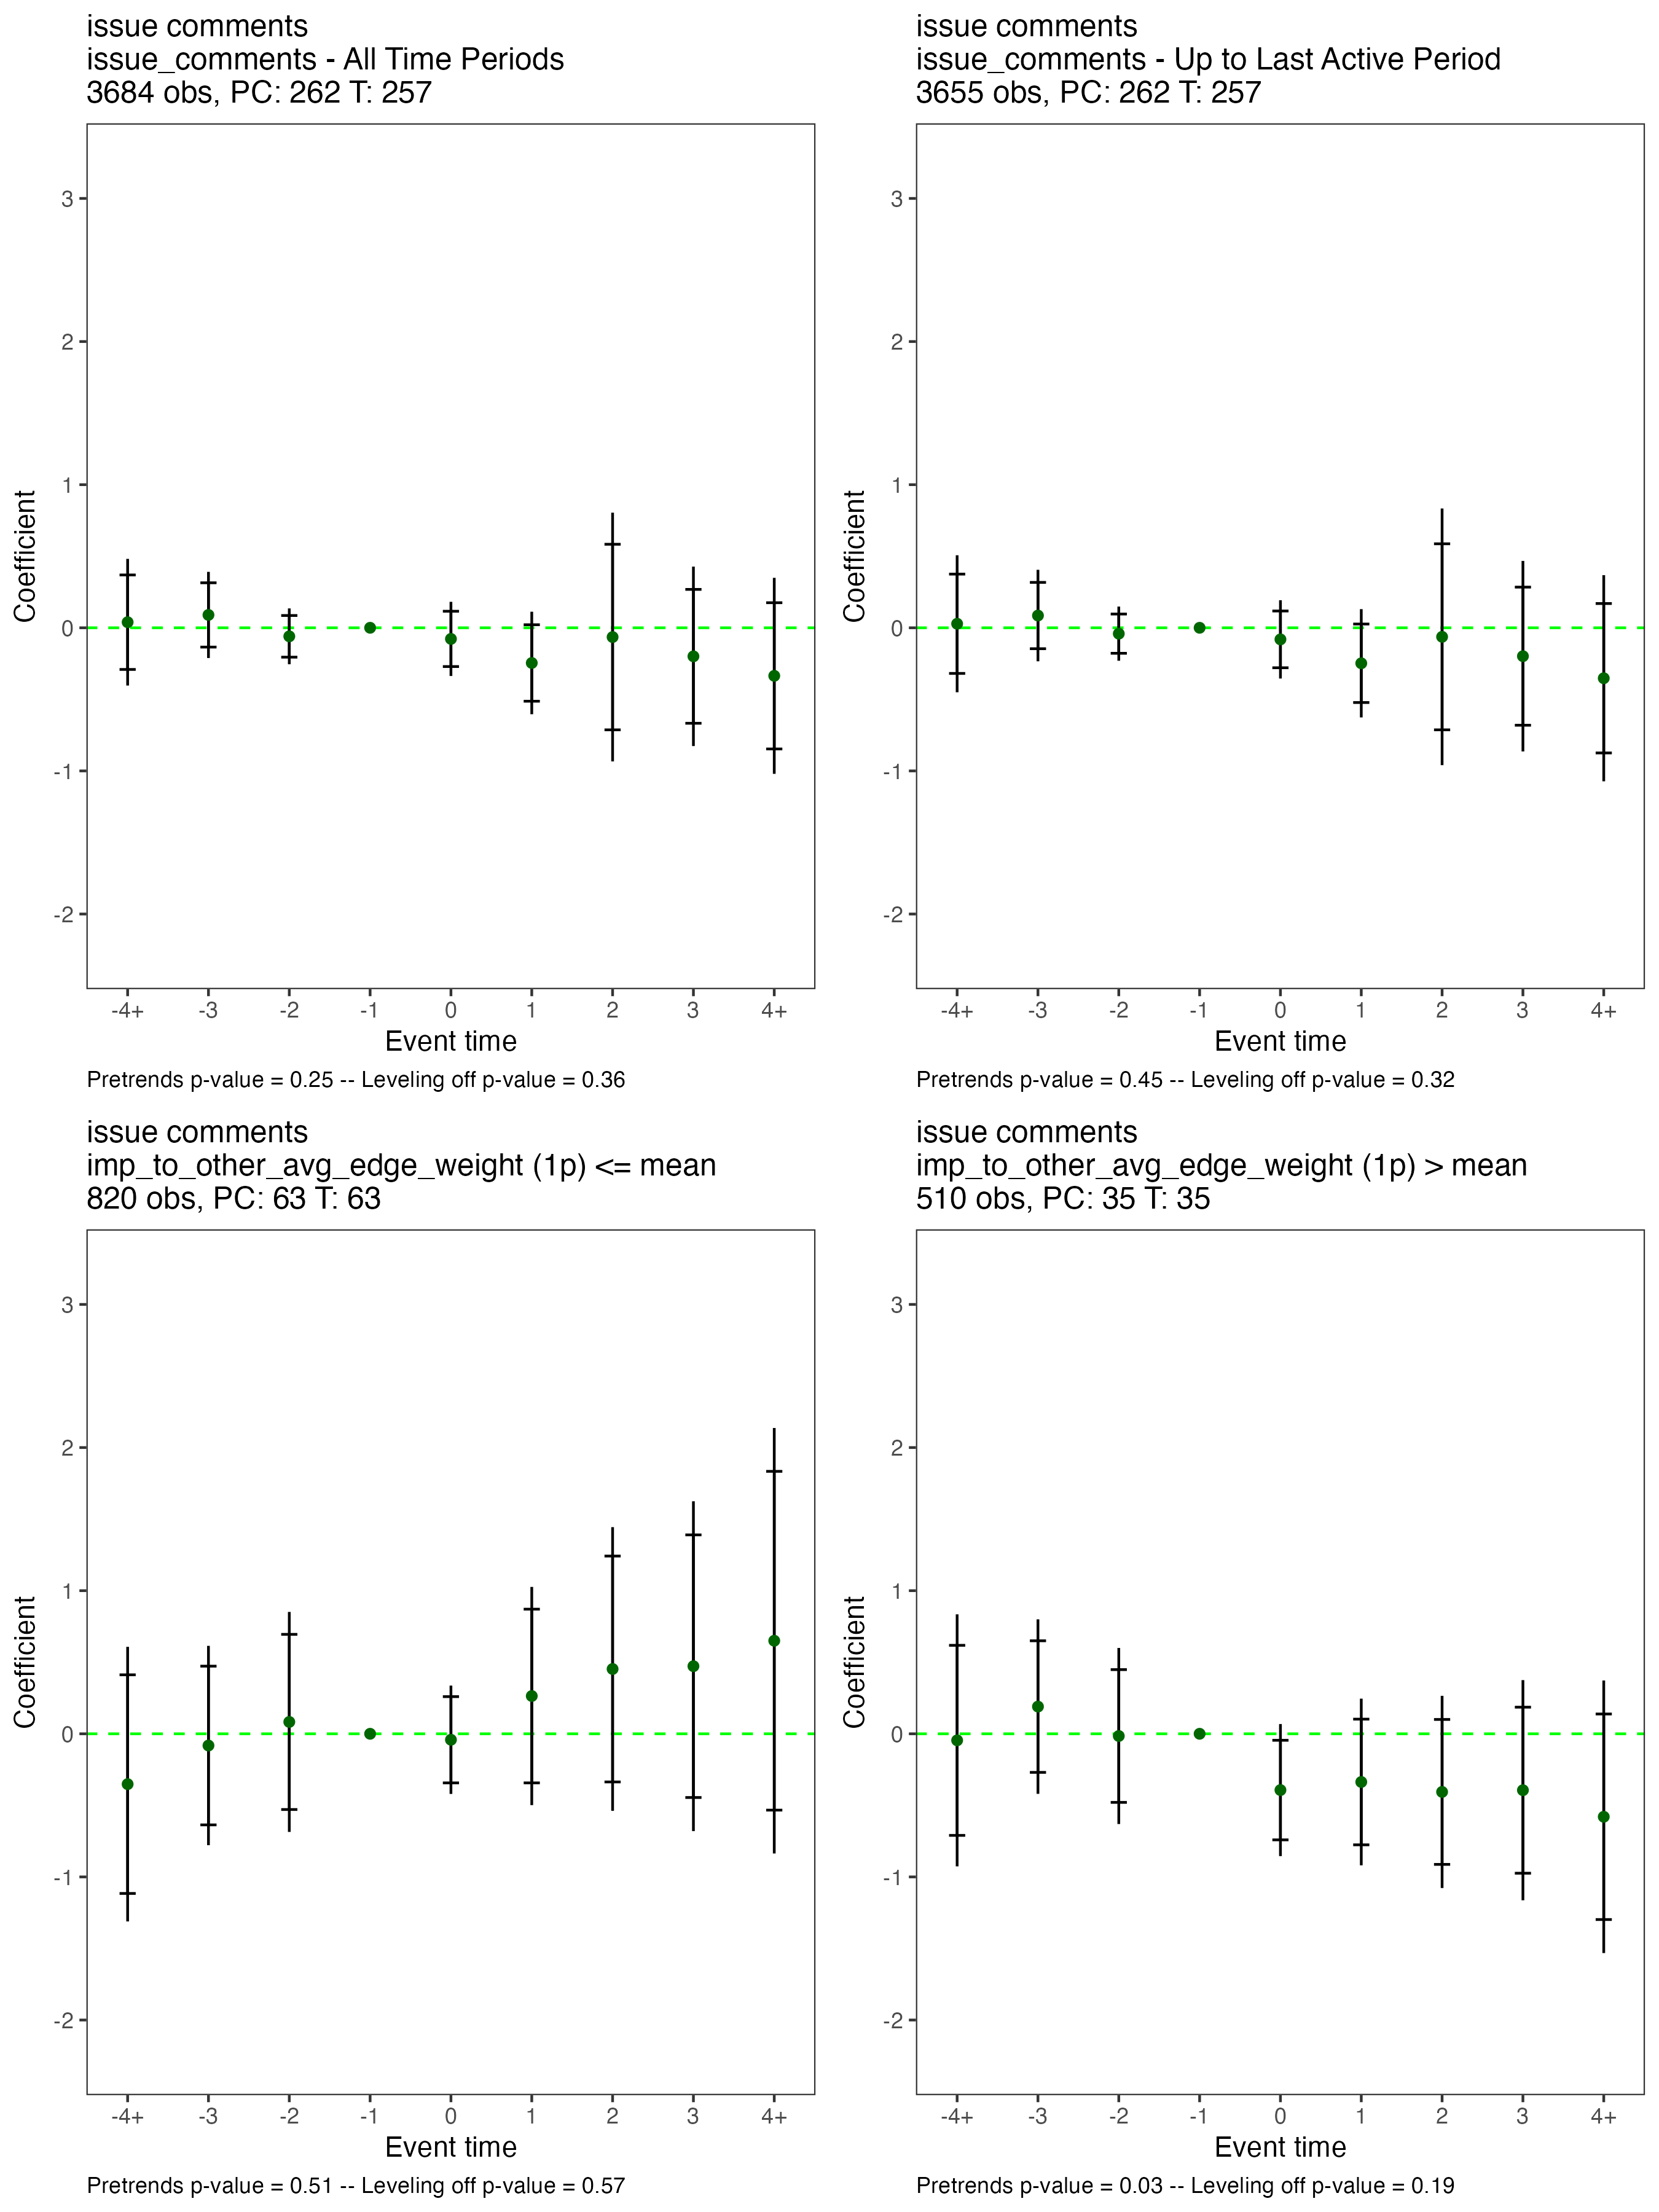 issue comments
issue_comments - All Time Periods
3684 obs, PC: 262 T: 257
Coefficient
3
2
1
0
-1
-2
-4+ -3 -2 -1 0 1 2 3 4+
Event time
Pretrends p-value = 0.25 -- Leveling off p-value = 0.36
issue comments
issue_comments - Up to Last Active Period
3655 obs, PC: 262 T: 257
Coefficient
3
2
1
0
-1
-2
-4+ -3 -2 -1 0 1 2 3 4+
Event time
Pretrends p-value = 0.45 -- Leveling off p-value = 0.32
issue comments
imp_to_other_avg_edge_weight (1p) <= mean
820 obs, PC: 63 T: 63
Coefficient
3
2
1
0
-1
-2
-4+ -3 -2 -1 0 1 2 3 4+
Event time
Pretrends p-value = 0.51 -- Leveling off p-value = 0.57
issue comments
imp_to_other_avg_edge_weight (1p) > mean
510 obs, PC: 35 T: 35
Coefficient
3
2
1
0
-1
-2
-4+ -3 -2 -1 0 1 2 3 4+
Event time
Pretrends p-value = 0.03 -- Leveling off p-value = 0.19